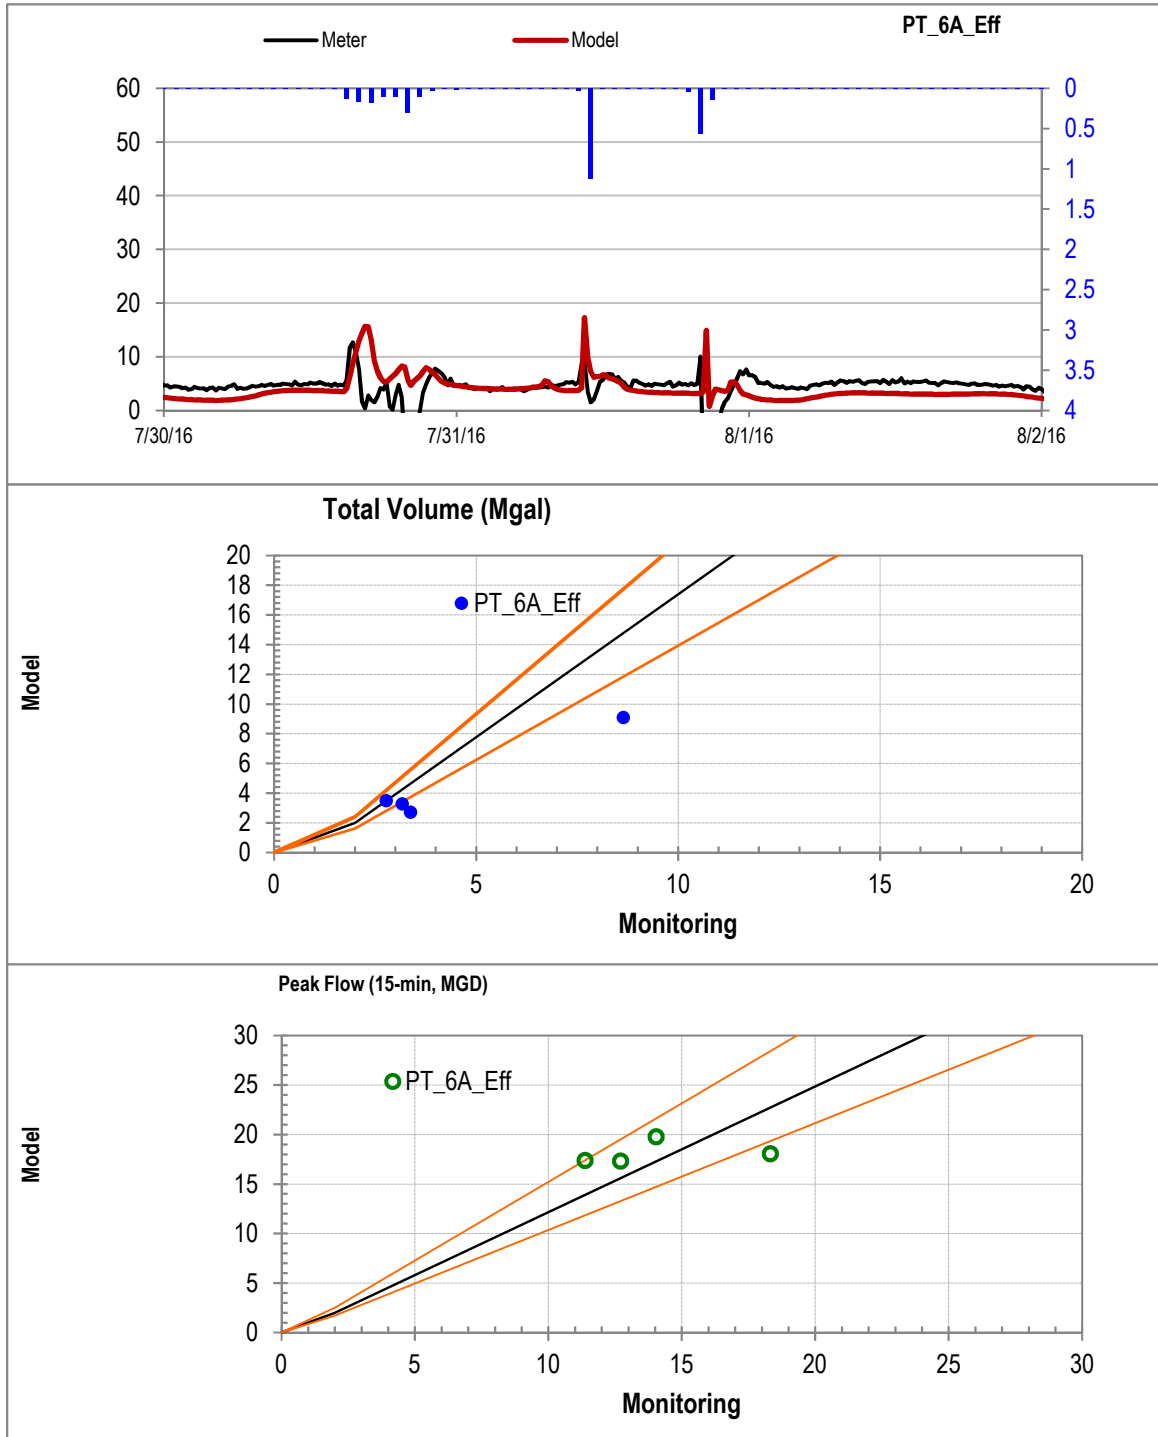 PT_6A_Eff
Meter Model
60 0
50 0.5
40 1
30 1.5
20 2
10 2.5
0 3
3.5
4
7/30/16 7/31/16 8/1/16 8/2/16
Total Volume (Mgal)
20
18
16
14
12
10
8
6
4
2
0
PT_6A_Eff
Model
0 5 10 15 20
Monitoring
Peak Flow (15-min, MGD)
30
25
20
15
10
5
0
PT_6A_Eff
Model
0 5 10 15 20 25 30
Monitoring